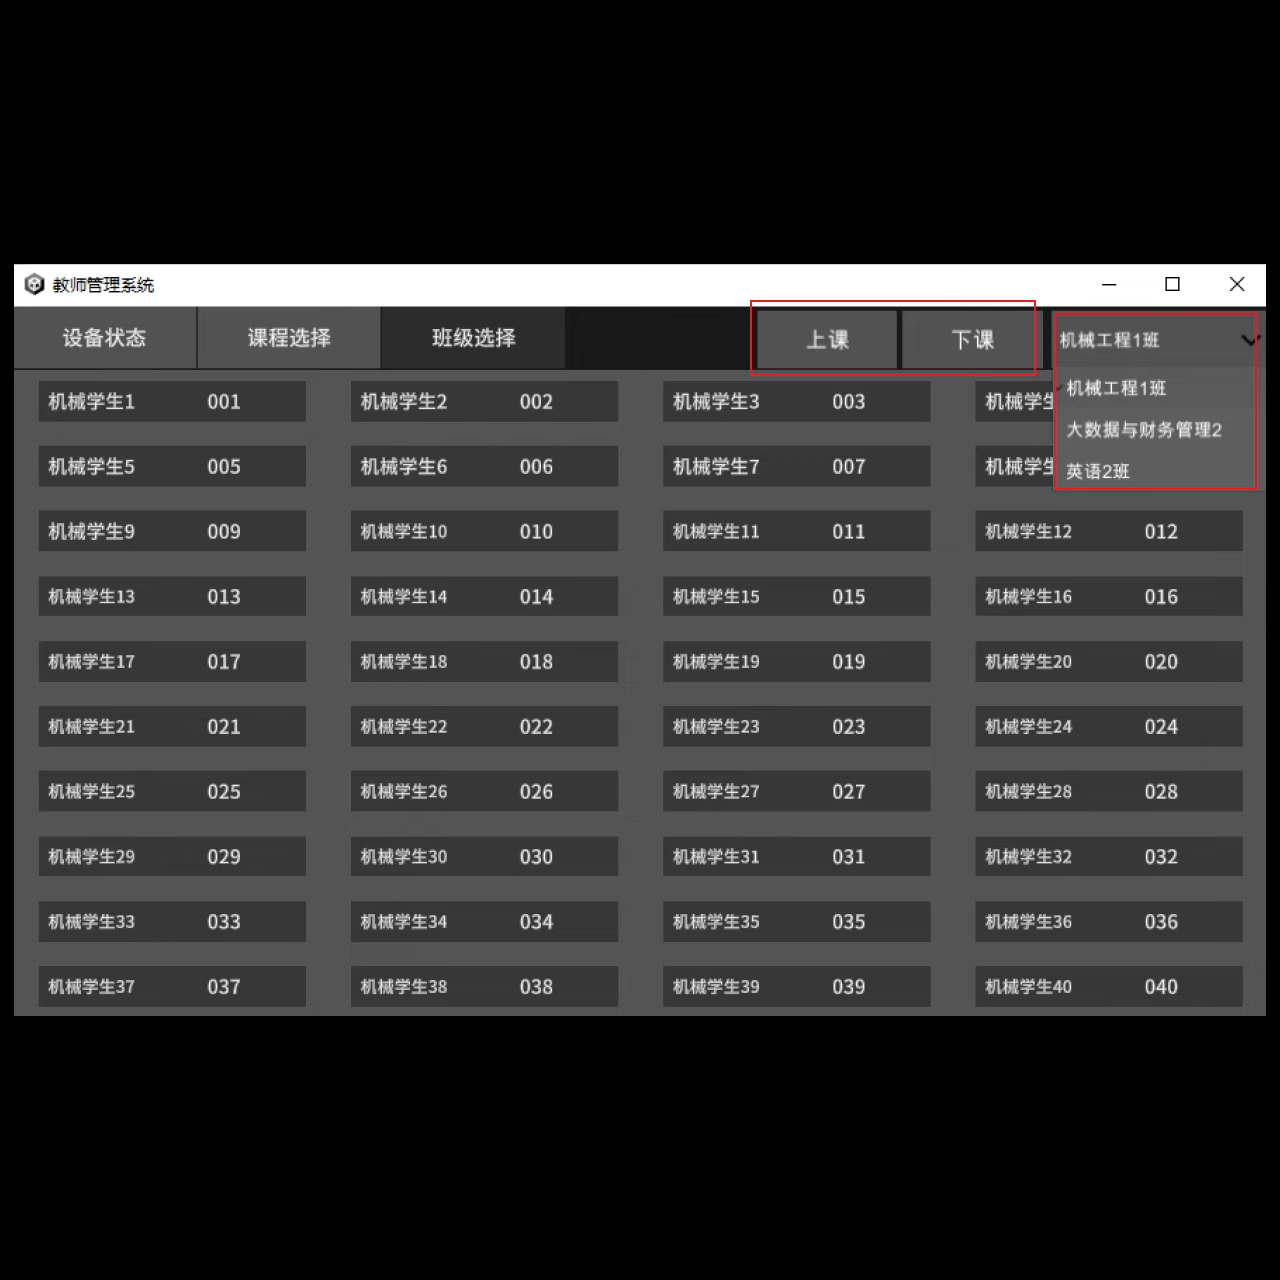 教师管理系统
设备状态 课程选择 班级选择 上课 下课 机械工程1班
机械工程1班
大数据与财务管理2
英语2班
机械学生1 001 机械学生2 002 机械学生3 003 机械学生
机械学生5 005 机械学生6 006 机械学生7 007 机械学生
机械学生9 009 机械学生10 010 机械学生11 011 机械学生12 012
机械学生13 013 机械学生14 014 机械学生15 015 机械学生16 016
机械学生17 017 机械学生18 018 机械学生19 019 机械学生20 020
机械学生21 021 机械学生22 022 机械学生23 023 机械学生24 024
机械学生25 025 机械学生26 026 机械学生27 027 机械学生28 028
机械学生29 029 机械学生30 030 机械学生31 031 机械学生32 032
机械学生33 033 机械学生34 034 机械学生35 035 机械学生36 036
机械学生37 037 机械学生38 038 机械学生39 039 机械学生40 040